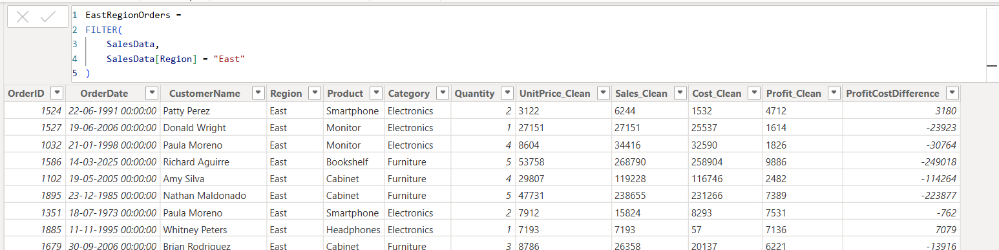 1 EastRegionOrders =
2 FILTER(
3 SalesData,
4 SalesData[Region] = "East"
5 )
OrderID OrderDate CustomerName Region Product Category Quantity UnitPrice_Clean Sales_Clean Cost_Clean Profit_Clean ProfitCostDifference
1524 22-06-1991 00:00:00 Patty Perez East Smartphone Electronics 2 3122 6244 1532 4712 3180
1527 19-06-2006 00:00:00 Donald Wright East Monitor Electronics 1 27151 27151 25537 1614 -23923
1032 21-01-1998 00:00:00 Paula Moreno East Monitor Electronics 4 8604 34416 32590 1826 -30764
1586 14-03-2025 00:00:00 Richard Aguirre East Bookshelf Furniture 5 53758 268790 258904 9886 -249018
1102 19-05-2005 00:00:00 Amy Silva East Cabinet Furniture 4 29807 119228 116746 2482 -114264
1895 23-12-1985 00:00:00 Nathan Maldonado East Cabinet Furniture 5 47731 238655 231266 7389 -223877
1351 18-07-1973 00:00:00 Paula Moreno East Smartphone Electronics 2 7912 15824 8293 7531 -762
1885 11-11-1995 00:00:00 Whitney Peters East Headphones Electronics 1 7193 7193 57 7136 7079
1679 30-09-2006 00:00:00 Brian Rodriguez East Cabinet Furniture 3 8786 26358 20137 6221 -13916